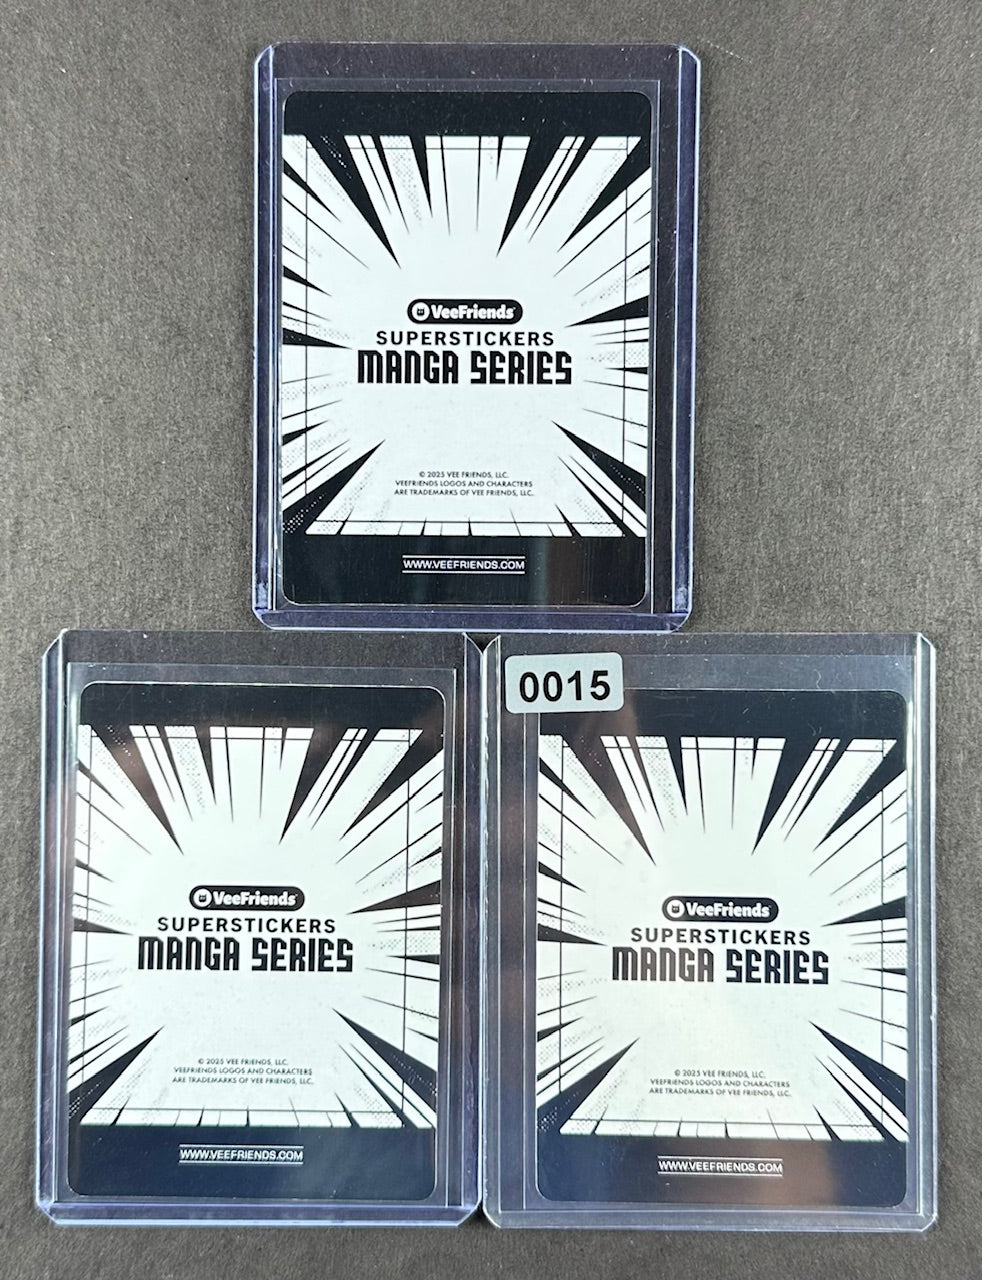 VeeFriends
SUPERSTICKERS
MANGA SERIES
© 2025 VEE FRIENDS, LLC.
VEEFRIENDS LOGOS AND CHARACTERS
ARE TRADEMARKS OF VEE FRIENDS, LLC.
WWW.VEEFRIENDS.COM
VeeFriends
SUPERSTICKERS
MANGA SERIES
© 2025 VEE FRIENDS, LLC.
VEEFRIENDS LOGOS AND CHARACTERS
ARE TRADEMARKS OF VEE FRIENDS, LLC.
WWW.VEEFRIENDS.COM
0015
VeeFriends
SUPERSTICKERS
MANGA SERIES
© 2025 VEE FRIENDS, LLC.
VEEFRIENDS LOGOS AND CHARACTERS
ARE TRADEMARKS OF VEE FRIENDS, LLC.
WWW.VEEFRIENDS.COM